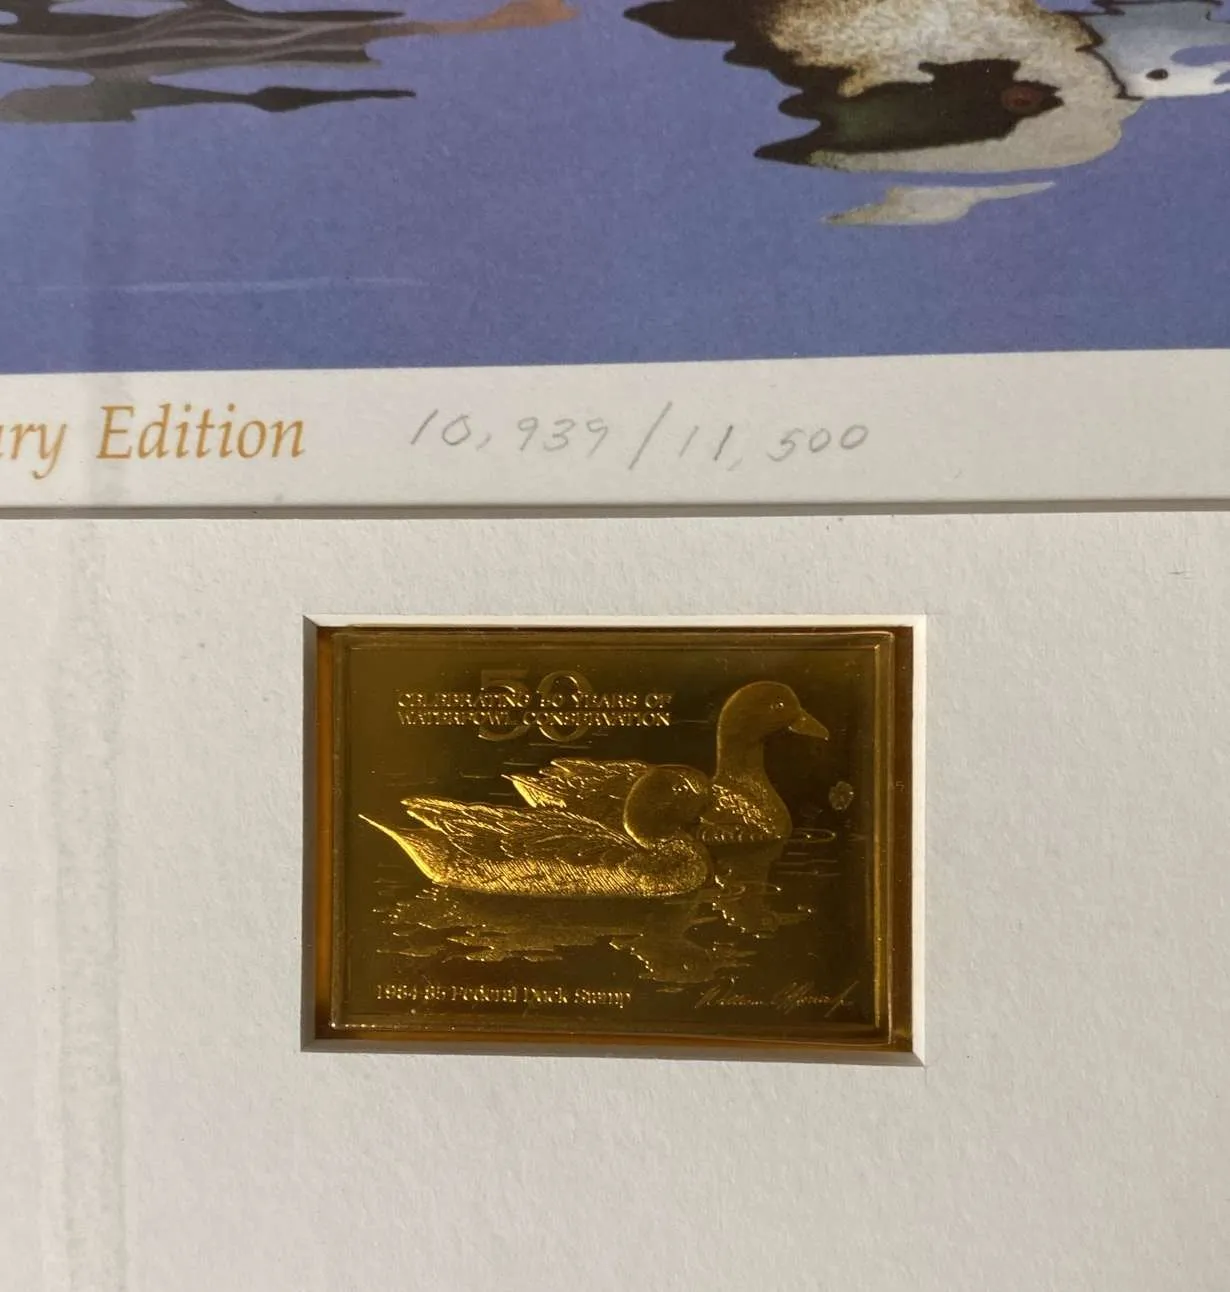 ary Edition 10,939/11,500
50
CELEBRATING 50 YEARS OF
WATERFOWL CONSERVATION
1984-85 Federal Duck Stamp